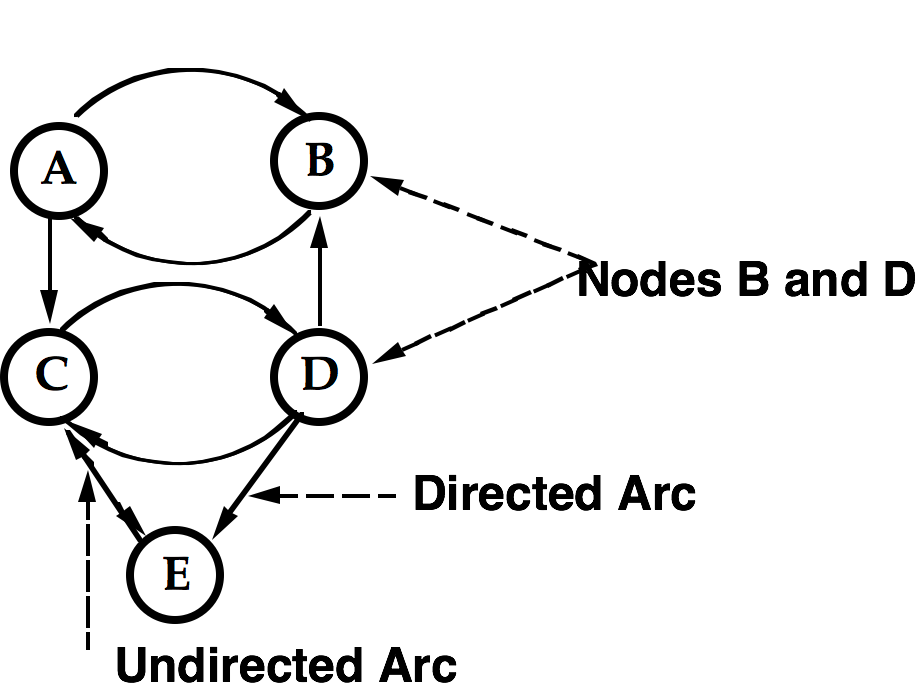 A
B
Nodes B and D
C
D
Directed Arc
E
Undirected Arc